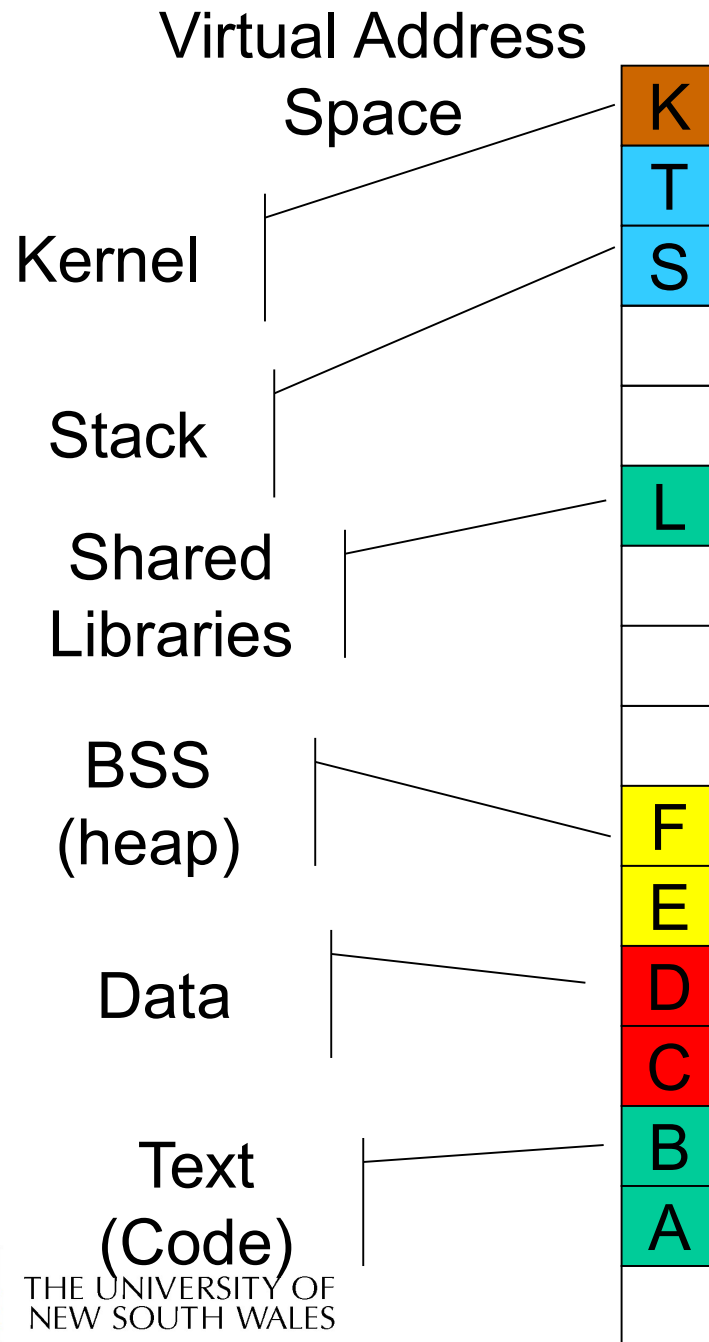 Virtual Address
Space
K
T
Kernel
S
Stack
L
Shared
Libraries
BSS
(heap)
F
E
Data
D
C
Text
(Code)
B
A
THE UNIVERSITY OF
NEW SOUTH WALES